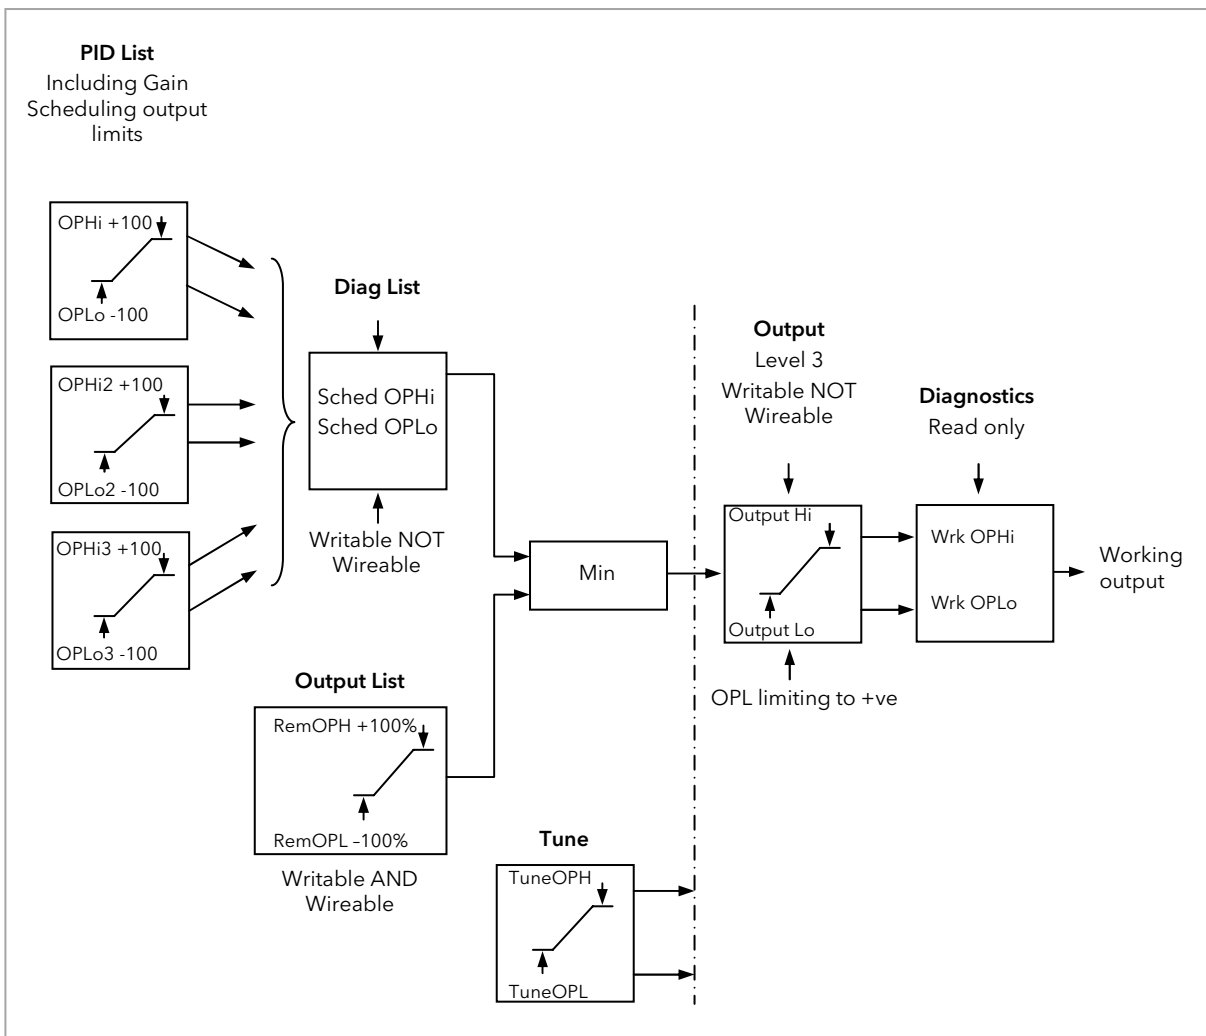 PID List
Including Gain
Scheduling output
limits
OPHi +100
OPLo -100
OPHi2 +100
OPLo2 -100
OPHi3 +100
OPLo3 -100
Diag List
Sched OPHi
Sched OPLo
Writable NOT
Wireable
Output List
RemOPH +100%
RemOPL –100%
Writable AND
Wireable
Min
Tune
TuneOPH
TuneOPL
Output
Level 3
Writable NOT
Wireable
Output Hi
Output Lo
OPL limiting to +ve
Diagnostics
Read only
Wrk OPHi
Wrk OPLo
Working
output